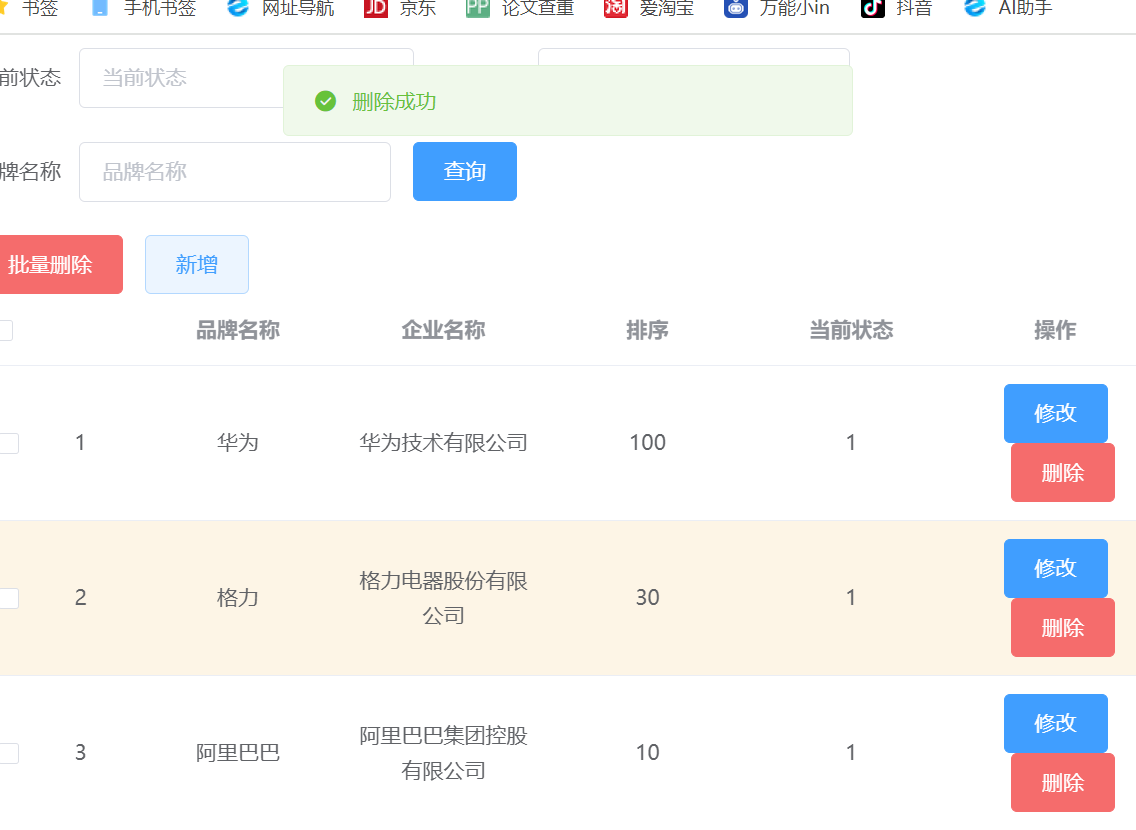 书签 手机书签 网址导航 JD 京东 PP 论文查重 淘 爱淘宝 万能小in 抖音 AI助手
前状态 当前状态
删除成功
牌名称 品牌名称 查询
批量删除 新增
品牌名称 企业名称 排序 当前状态 操作
1 华为 华为技术有限公司 100 1 修改
删除
2 格力 格力电器股份有限
公司 30 1 修改
删除
3 阿里巴巴 阿里巴巴集团控股
有限公司 10 1 修改
删除